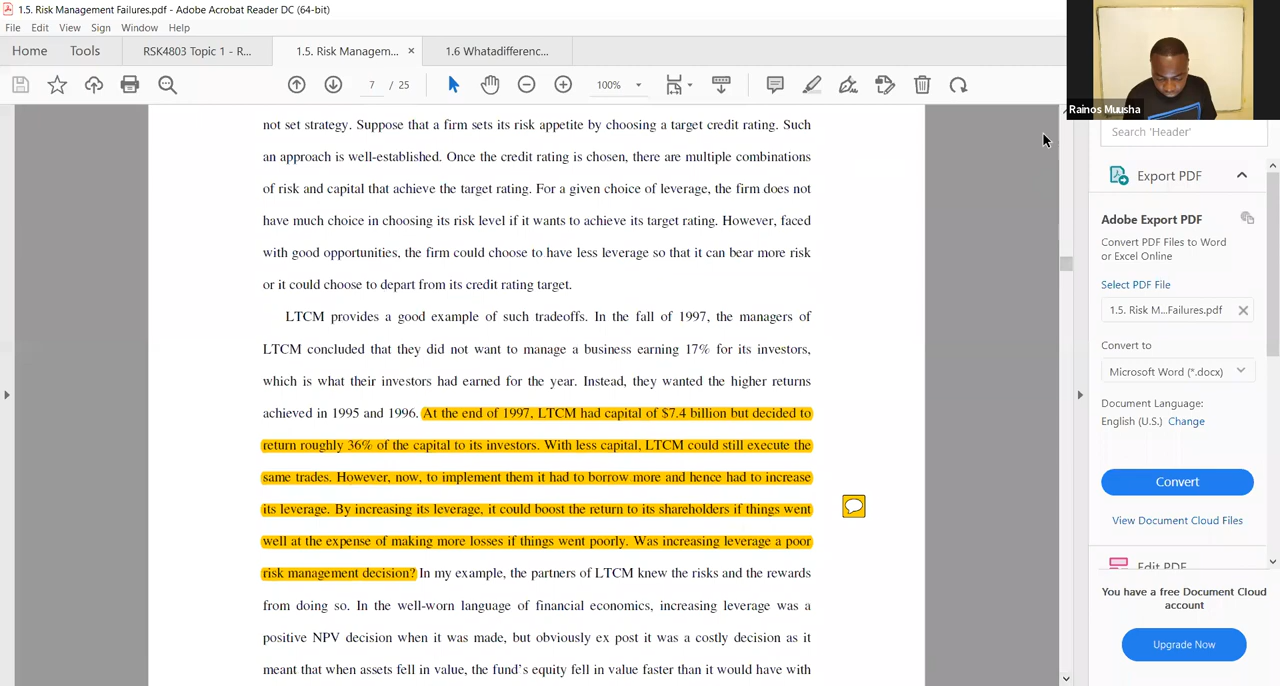 1.5. Risk Management Failures.pdf - Adobe Acrobat Reader DC (64-bit)
File Edit View Sign Window Help
Home Tools RSK4803 Topic 1 - R... 1.5. Risk Managem... × 1.6 Whatadifferenc...
7 / 25 100%
Rainos Muusha
not set strategy. Suppose that a firm sets its risk appetite by choosing a target credit rating. Such
an approach is well-established. Once the credit rating is chosen, there are multiple combinations
of risk and capital that achieve the target rating. For a given choice of leverage, the firm does not
have much choice in choosing its risk level if it wants to achieve its target rating. However, faced
with good opportunities, the firm could choose to have less leverage so that it can bear more risk
or it could choose to depart from its credit rating target.
LTCM provides a good example of such tradeoffs. In the fall of 1997, the managers of
LTCM concluded that they did not want to manage a business earning 17% for its investors,
which is what their investors had earned for the year. Instead, they wanted the higher returns
achieved in 1995 and 1996. At the end of 1997, LTCM had capital of $7.4 billion but decided to
return roughly 36% of the capital to its investors. With less capital, LTCM could still execute the
same trades. However, now, to implement them it had to borrow more and hence had to increase
its leverage. By increasing its leverage, it could boost the return to its shareholders if things went
well at the expense of making more losses if things went poorly. Was increasing leverage a poor
risk management decision? In my example, the partners of LTCM knew the risks and the rewards
from doing so. In the well-worn language of financial economics, increasing leverage was a
positive NPV decision when it was made, but obviously ex post it was a costly decision as it
meant that when assets fell in value, the fund's equity fell in value faster than it would have with
Search 'Header'
Export PDF
Adobe Export PDF
Convert PDF Files to Word
or Excel Online
Select PDF File
1.5. Risk M...Failures.pdf
Convert to
Microsoft Word (*.docx)
Document Language:
English (U.S.) Change
Convert
View Document Cloud Files
Edit PDF
You have a free Document Cloud
account
Upgrade Now